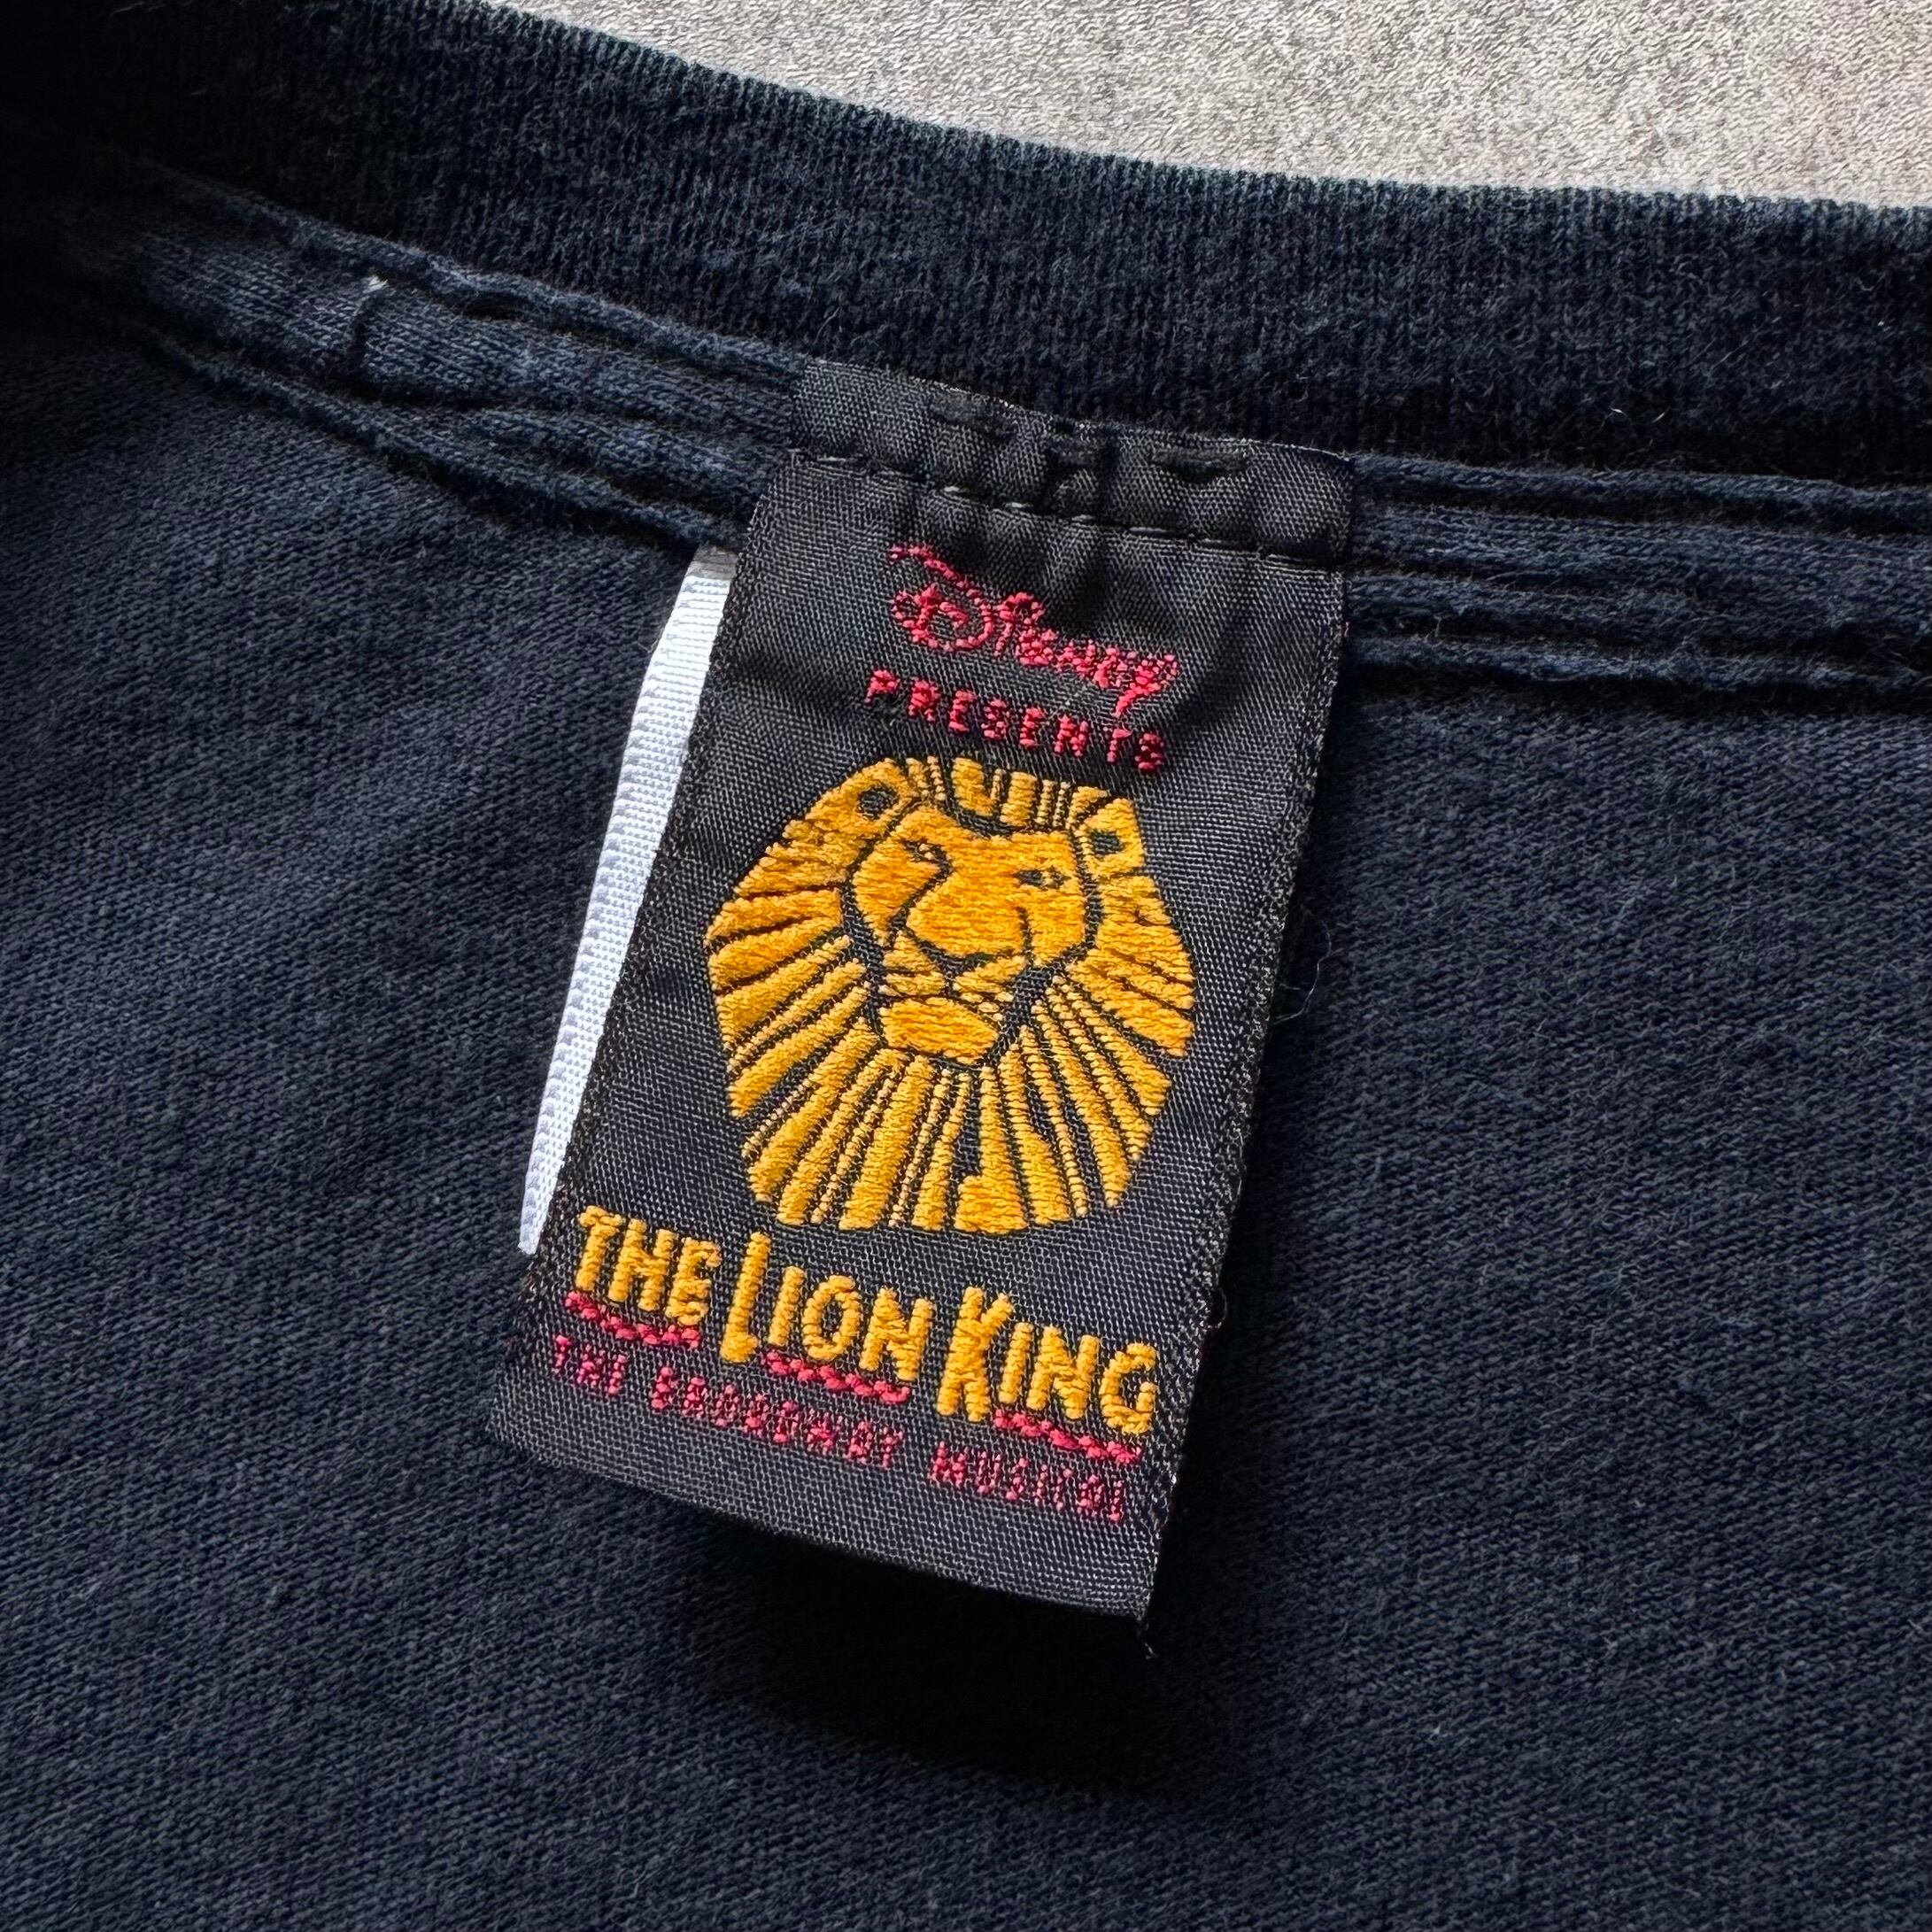 Disney
PRESENTS
THE LION KING
THE BROADWAY MUSICAL